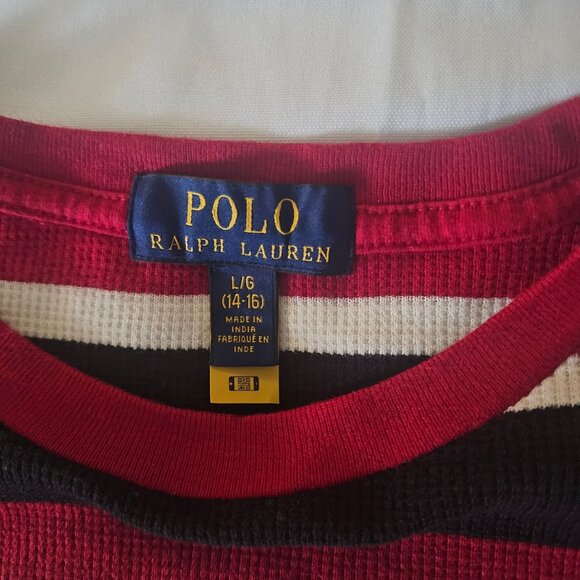 POLO
RALPH LAUREN
L/G
(14-16)
MADE IN
INDIA
FABRIQUÉ EN
INDE